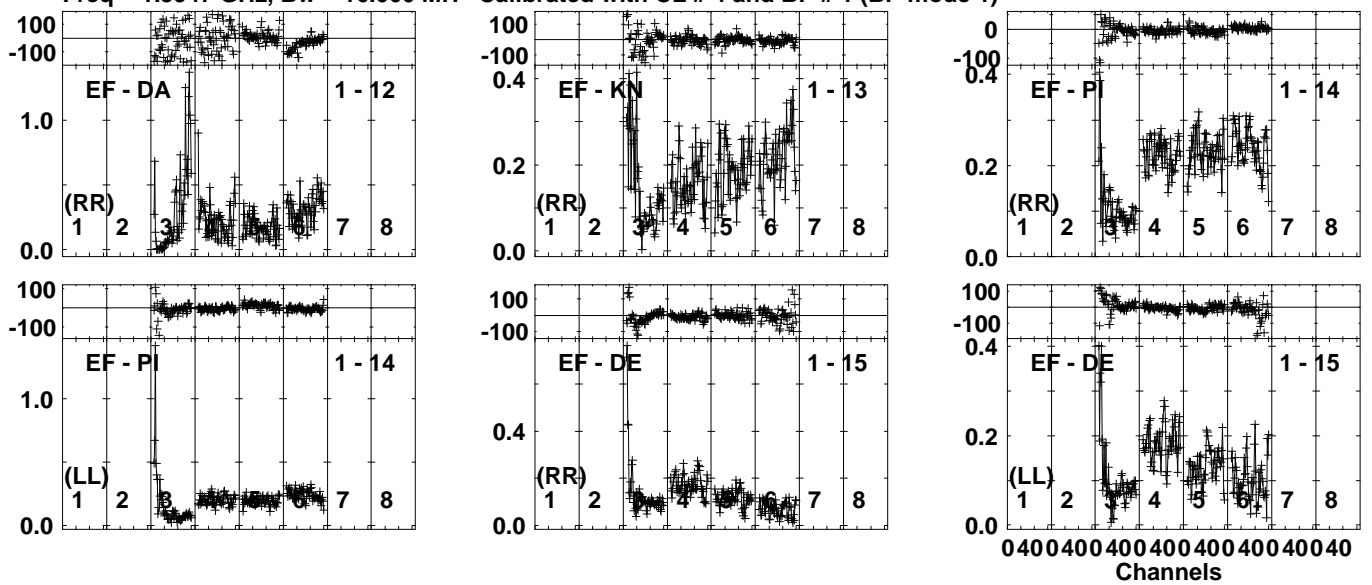 100 100 0
-100 -100 -100
EF - DA 1 - 12 EF - KN 1 - 13 0.4 EF - PI 1 - 14
1.0 0.4
0.2 0.2
(RR) (RR) (RR)
1 2 3 5 6 7 8 1 2 3 4 5 6 7 8 1 2 3 4 5 6 7 8
0.0 0.0 0.0
100 100 100
-100 -100 -100
EF - PI 1 - 14 EF - DE 1 - 15 0.4 EF - DE 1 - 15
1.0
0.4 0.2
(LL) (RR) (LL)
1 2 3 6 7 8 1 2 4 6 7 8 1 2 3 4 5 6 7 8
0.0 0.0 0.0
0 40 0 40 0 40 0 40 0 40 0 40 0 40 0 40
Channels